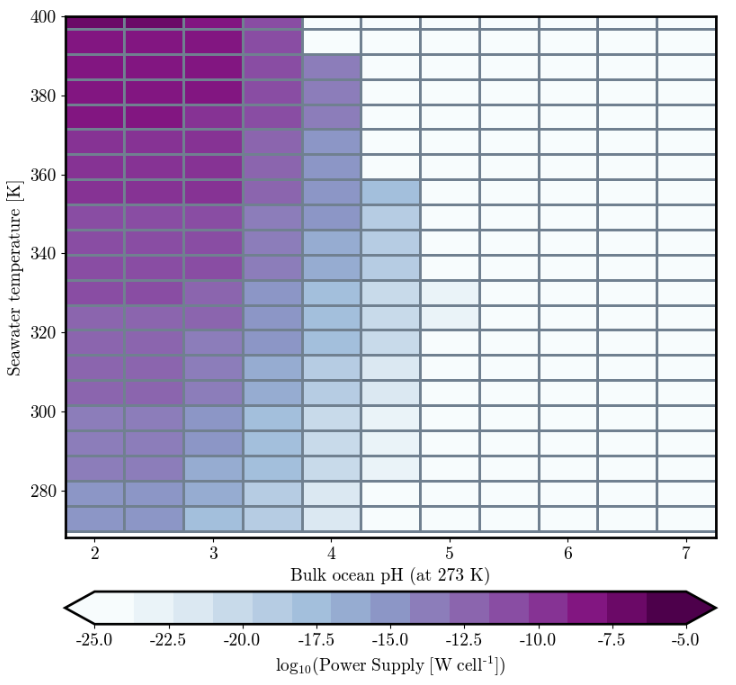 400
380
360
340
320
300
280
Seawater temperature [K]
2 3 4 5 6 7
Bulk ocean pH (at 273 K)
-25.0 -22.5 -20.0 -17.5 -15.0 -12.5 -10.0 -7.5 -5.0
log₁₀(Power Supply [W cell⁻¹])